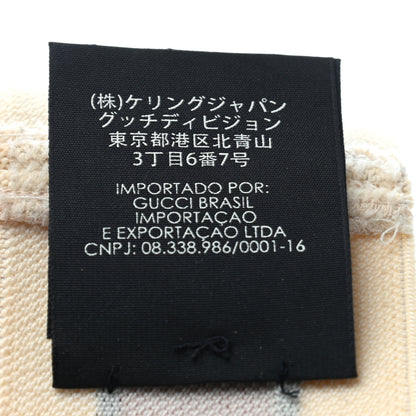 (株)ケリングジャパン
グッチディビジョン
東京都港区北青山
3丁目6番7号
IMPORTADO POR:
GUCCI BRASIL
IMPORTAÇAO
E EXPORTAÇAO LTDA
CNPJ: 08.338.986/0001-16